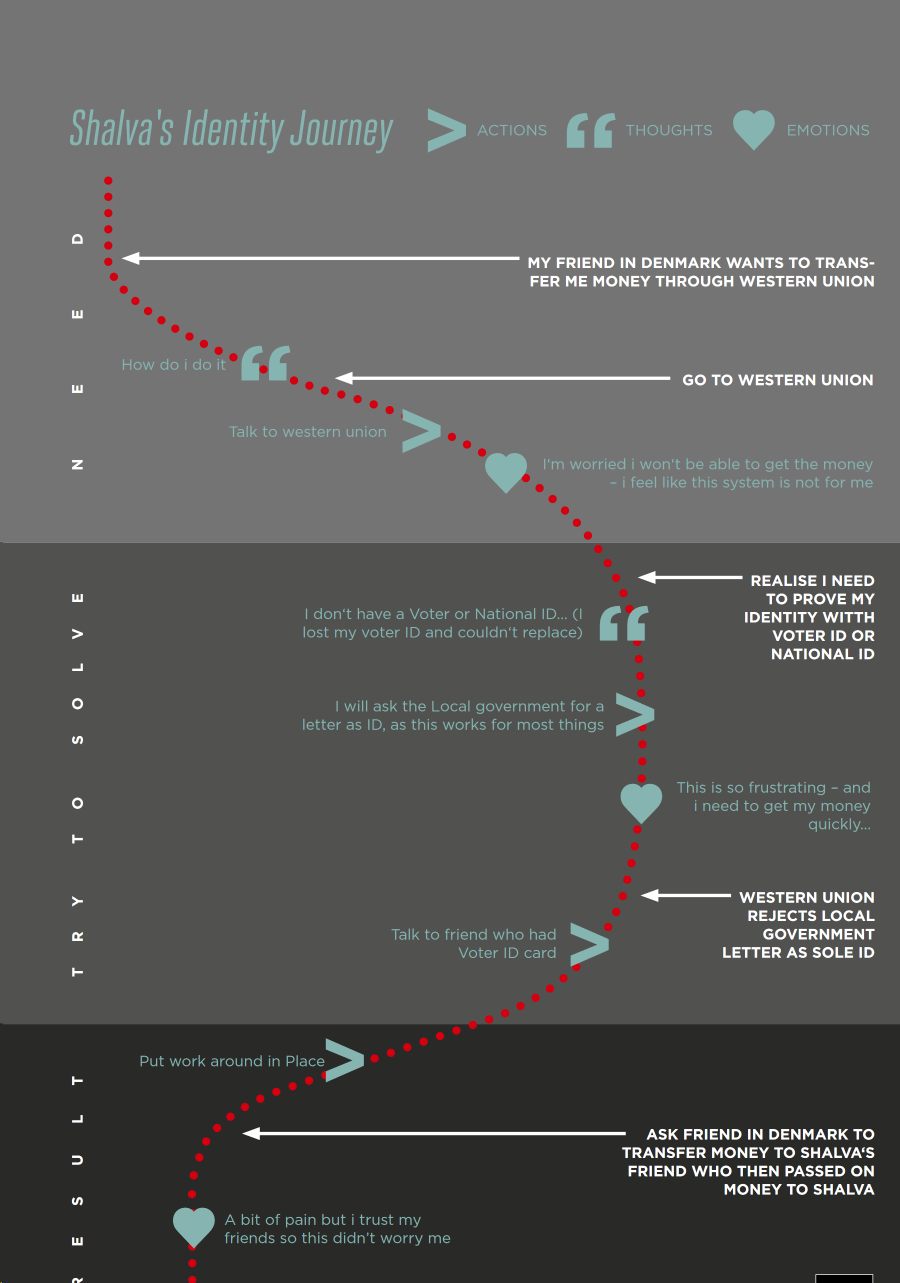 Shalva's Identity Journey
ACTIONS
THOUGHTS
EMOTIONS
NEED
MY FRIEND IN DENMARK WANTS TO TRANS-
FER ME MONEY THROUGH WESTERN UNION
How do i do it
GO TO WESTERN UNION
Talk to western union
I'm worried i won't be able to get the money
– i feel like this system is not for me
TRY TO SOLVE
REALISE I NEED
TO PROVE MY
IDENTITY WITTH
VOTER ID OR
NATIONAL ID
I don't have a Voter or National ID... (I
lost my voter ID and couldn't replace)
I will ask the Local government for a
letter as ID, as this works for most things
This is so frustrating – and
i need to get my money
quickly...
WESTERN UNION
REJECTS LOCAL
GOVERNMENT
LETTER AS SOLE ID
Talk to friend who had
Voter ID card
RESULT
Put work around in Place
ASK FRIEND IN DENMARK TO
TRANSFER MONEY TO SHALVA'S
FRIEND WHO THEN PASSED ON
MONEY TO SHALVA
A bit of pain but i trust my
friends so this didn't worry me